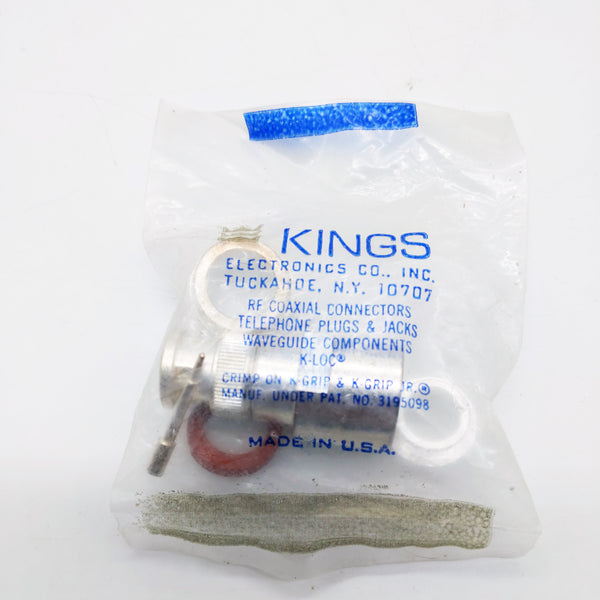 KINGS
ELECTRONICS CO., INC.
TUCKAHOE, N.Y. 10707
RF COAXIAL CONNECTORS
TELEPHONE PLUGS & JACKS
WAVEGUIDE COMPONENTS
K-LOC®
CRIMP ON K-GRIP & K-GRIP JR.®
MANUF. UNDER PAT. NO. 3195098
MADE IN U.S.A.